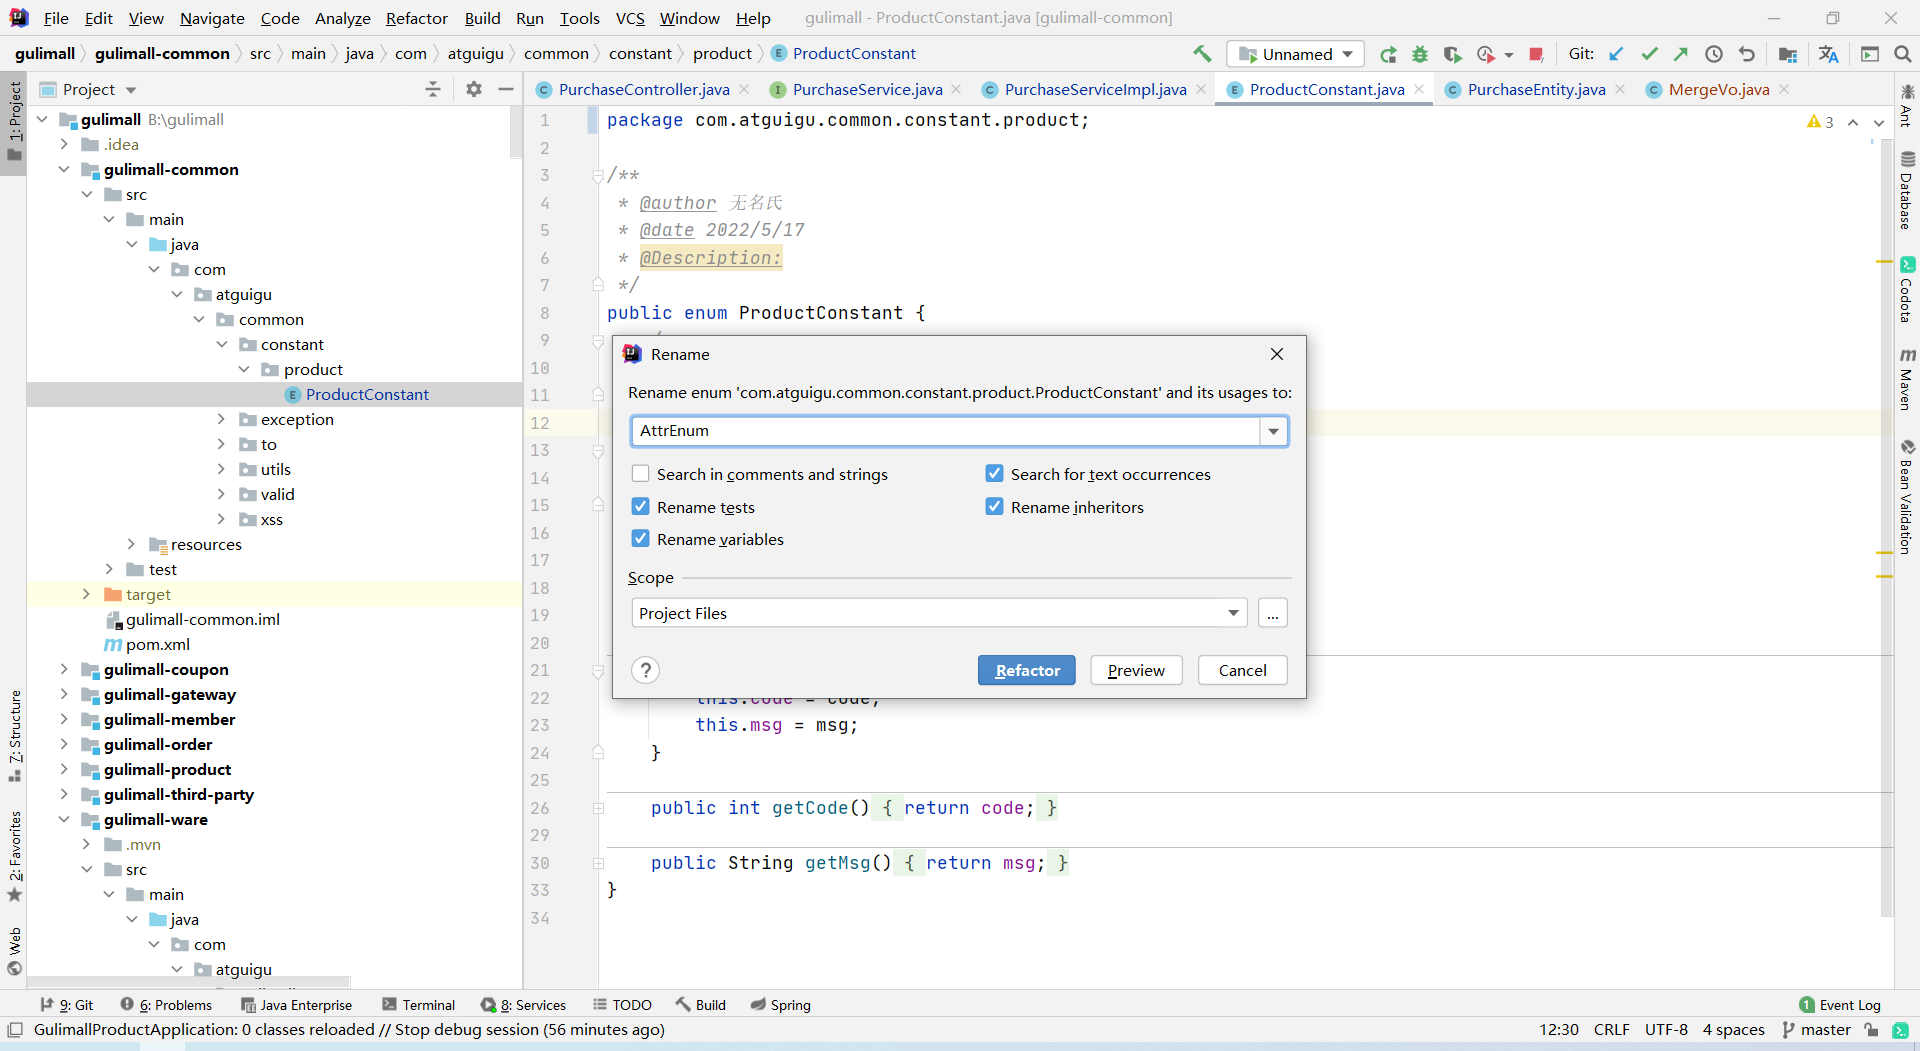 File Edit View Navigate Code Analyze Refactor Build Run Tools VCS Window Help gulimall - ProductConstant.java [gulimall-common]
gulimall gulimall-common src main java com atguigu common constant product ProductConstant Unnamed Git:
Project
PurchaseController.java PurchaseService.java PurchaseServiceImpl.java ProductConstant.java PurchaseEntity.java MergeVo.java
1: Project
7: Structure
2: Favorites
Web
gulimall B:\gulimall
.idea
gulimall-common
src
main
java
com
atguigu
common
constant
product
ProductConstant
exception
to
utils
valid
xss
resources
test
target
gulimall-common.iml
pom.xml
gulimall-coupon
gulimall-gateway
gulimall-member
gulimall-order
gulimall-product
gulimall-third-party
gulimall-ware
.mvn
src
main
java
com
atguigu
1 package com.atguigu.common.constant.product;
2
3 /**
4 * @author 无名氏
5 * @date 2022/5/17
6 * @Description:
7 */
8 public enum ProductConstant {
9
10
11
12
13
14
15
16
17
18
19
20
21
22 this.code = code;
23 this.msg = msg;
24 }
25
26 public int getCode() { return code; }
29
30 public String getMsg() { return msg; }
33 }
34
3
Rename
Rename enum 'com.atguigu.common.constant.product.ProductConstant' and its usages to:
AttrEnum
Search in comments and strings Search for text occurrences
Rename tests Rename inheritors
Rename variables
Scope
Project Files ...
? Refactor Preview Cancel
Ant
Database
Codota
Maven
Bean Validation
9: Git 6: Problems Java Enterprise Terminal 8: Services TODO Build Spring 1 Event Log
GulimallProductApplication: 0 classes reloaded // Stop debug session (56 minutes ago) 12:30 CRLF UTF-8 4 spaces master